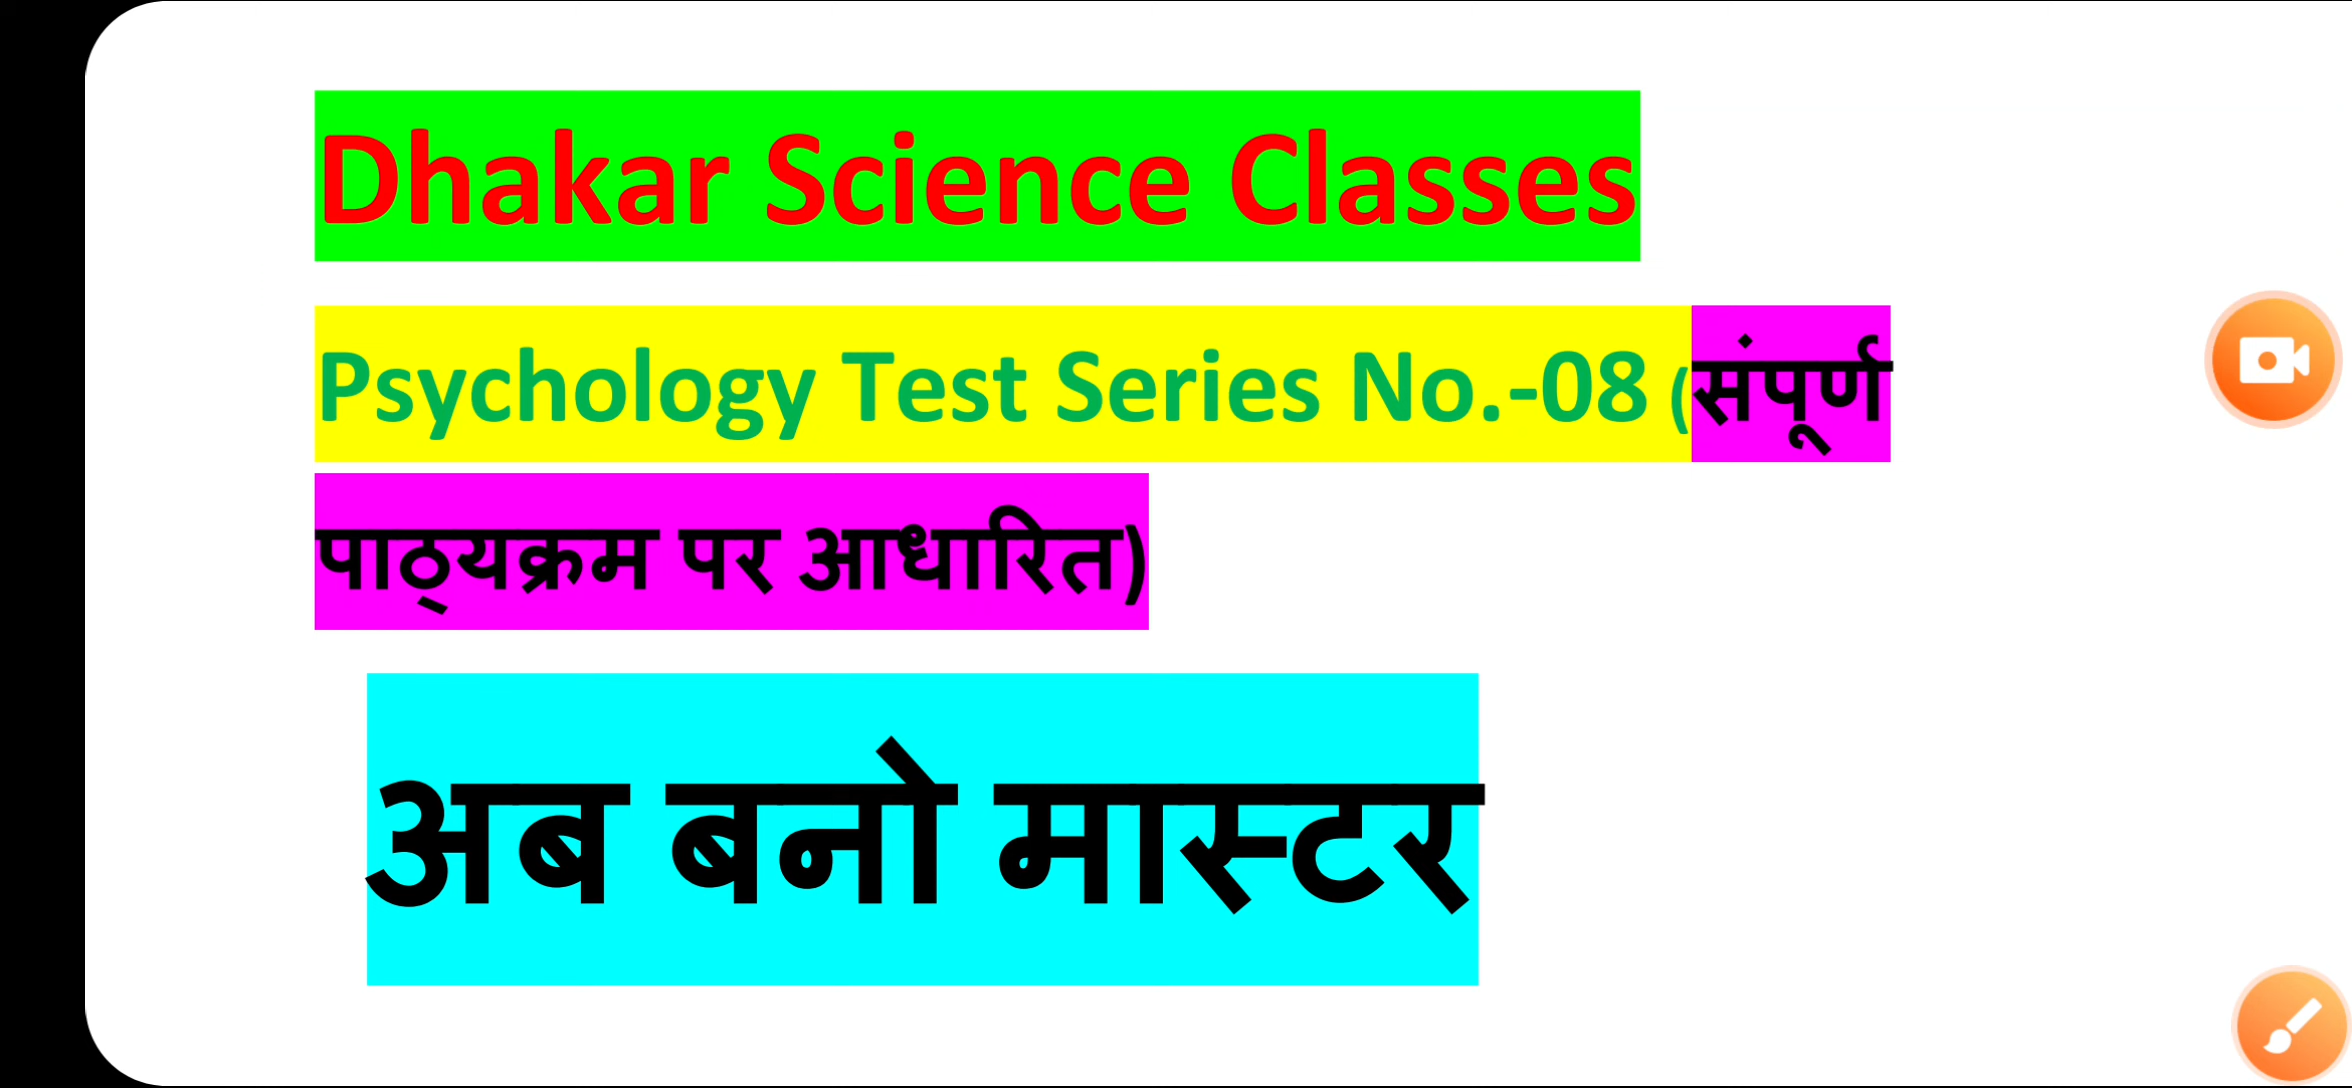 Dhakar Science Classes
Psychology Test Series No.-08 (संपूर्ण
पाठ्यक्रम पर आधारित)
अब बनो मास्टर